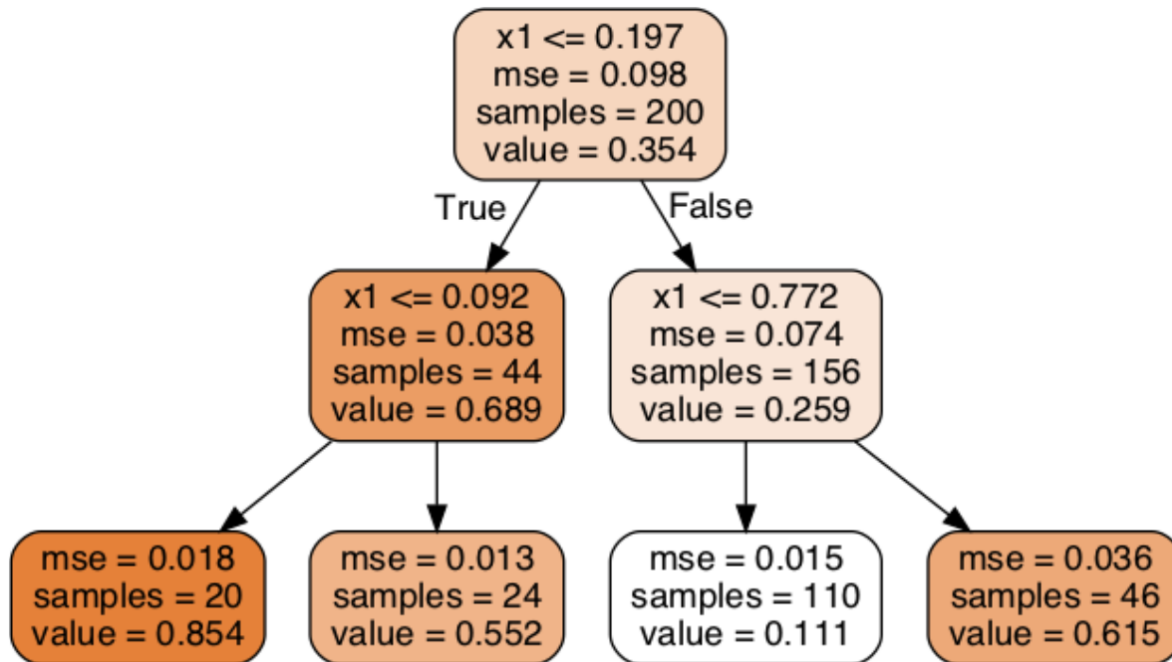 x1 <= 0.197
mse = 0.098
samples = 200
value = 0.354
True
False
x1 <= 0.092
mse = 0.038
samples = 44
value = 0.689
x1 <= 0.772
mse = 0.074
samples = 156
value = 0.259
mse = 0.018
samples = 20
value = 0.854
mse = 0.013
samples = 24
value = 0.552
mse = 0.015
samples = 110
value = 0.111
mse = 0.036
samples = 46
value = 0.615